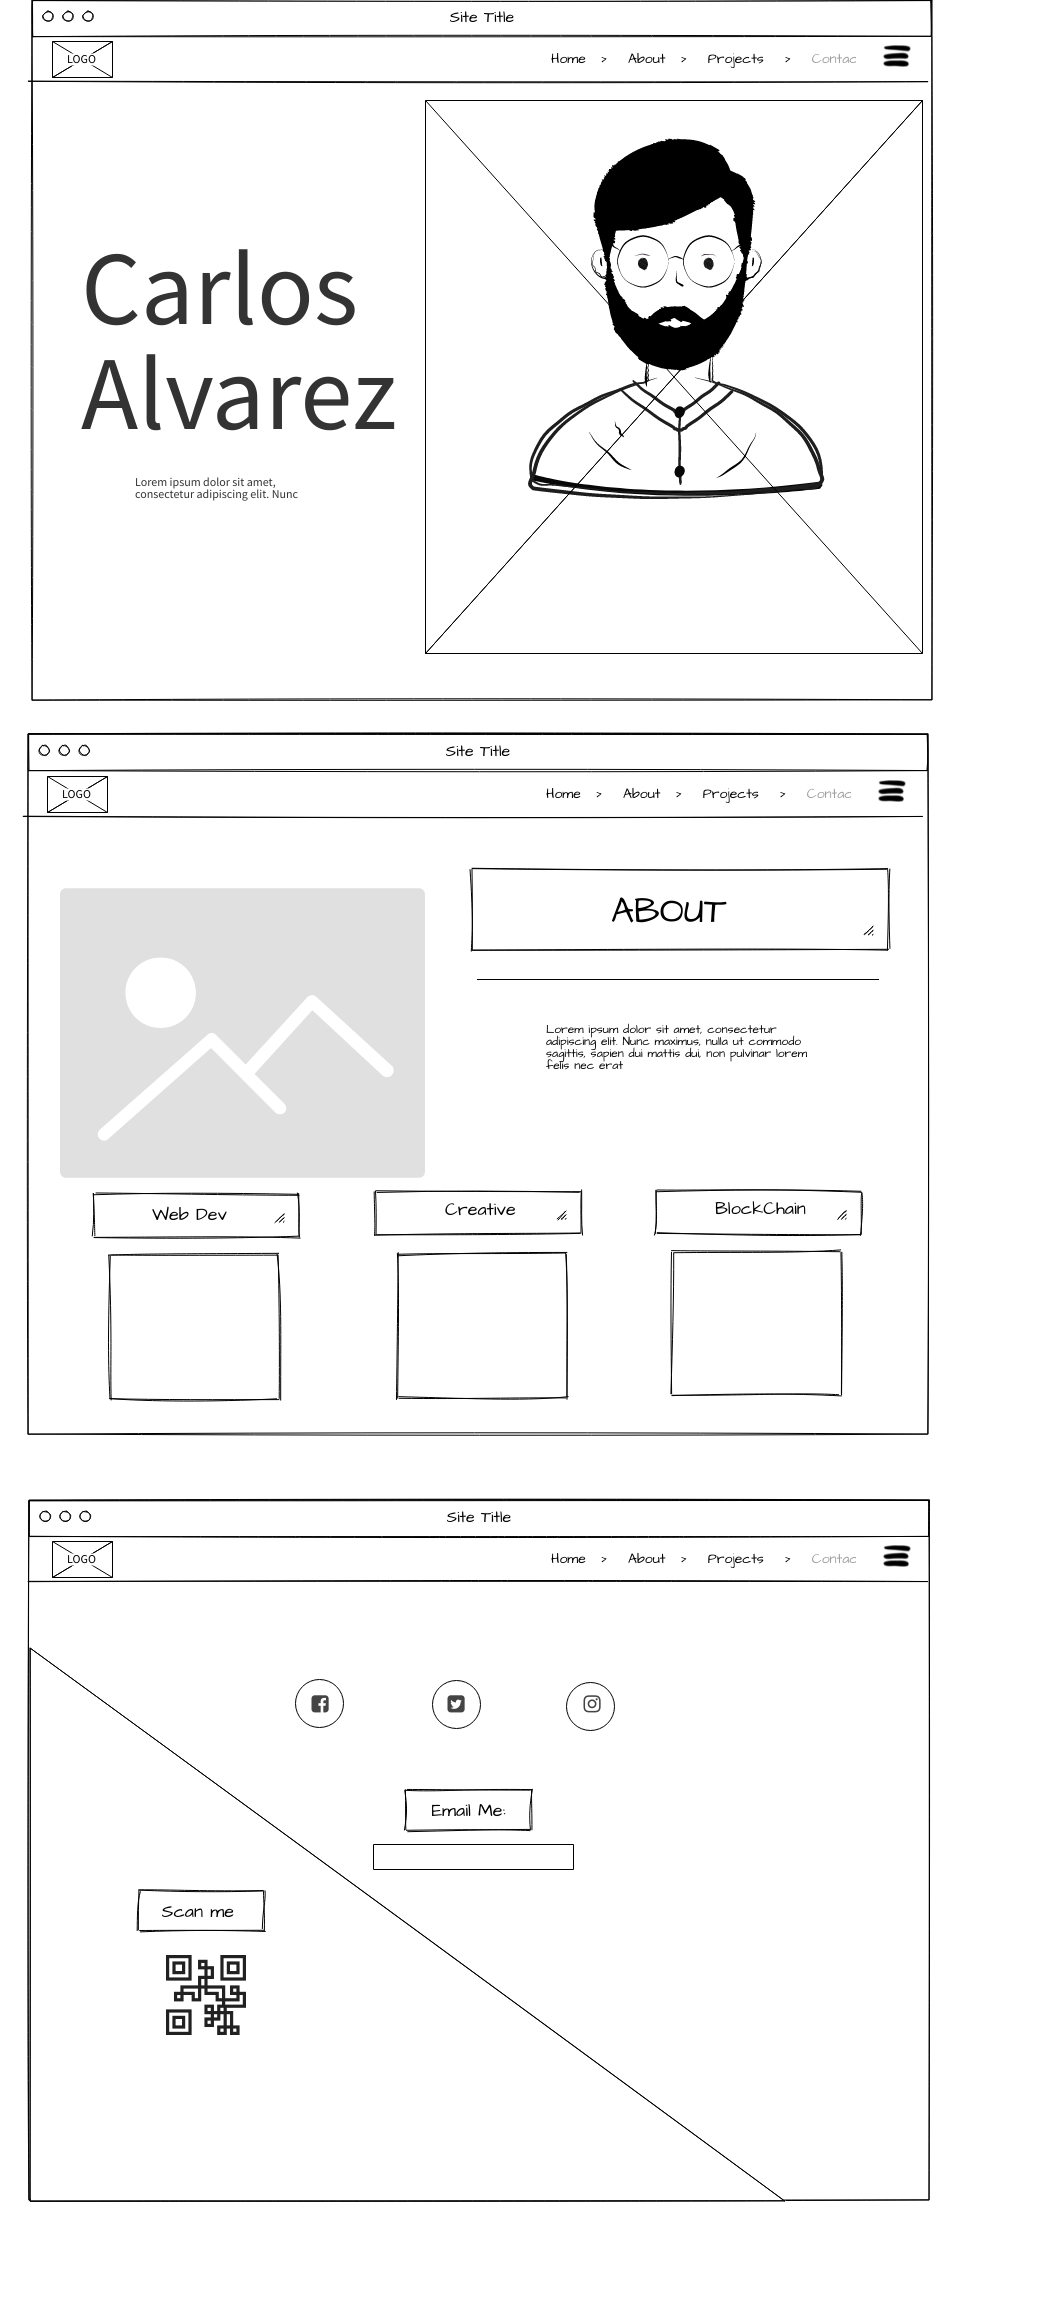 Site Title
LOGO
Home > About > Projects > Contac
Carlos
Alvarez
Lorem ipsum dolor sit amet,
consectetur adipiscing elit. Nunc
Site Title
LOGO
Home > About > Projects > Contac
ABOUT
Lorem ipsum dolor sit amet, consectetur
adipiscing elit. Nunc maximus, nulla ut commodo
sagittis, sapien dui mattis dui, non pulvinar lorem
felis nec erat
Web Dev
Creative
BlockChain
Site Title
LOGO
Home > About > Projects > Contac
Email Me:
Scan me